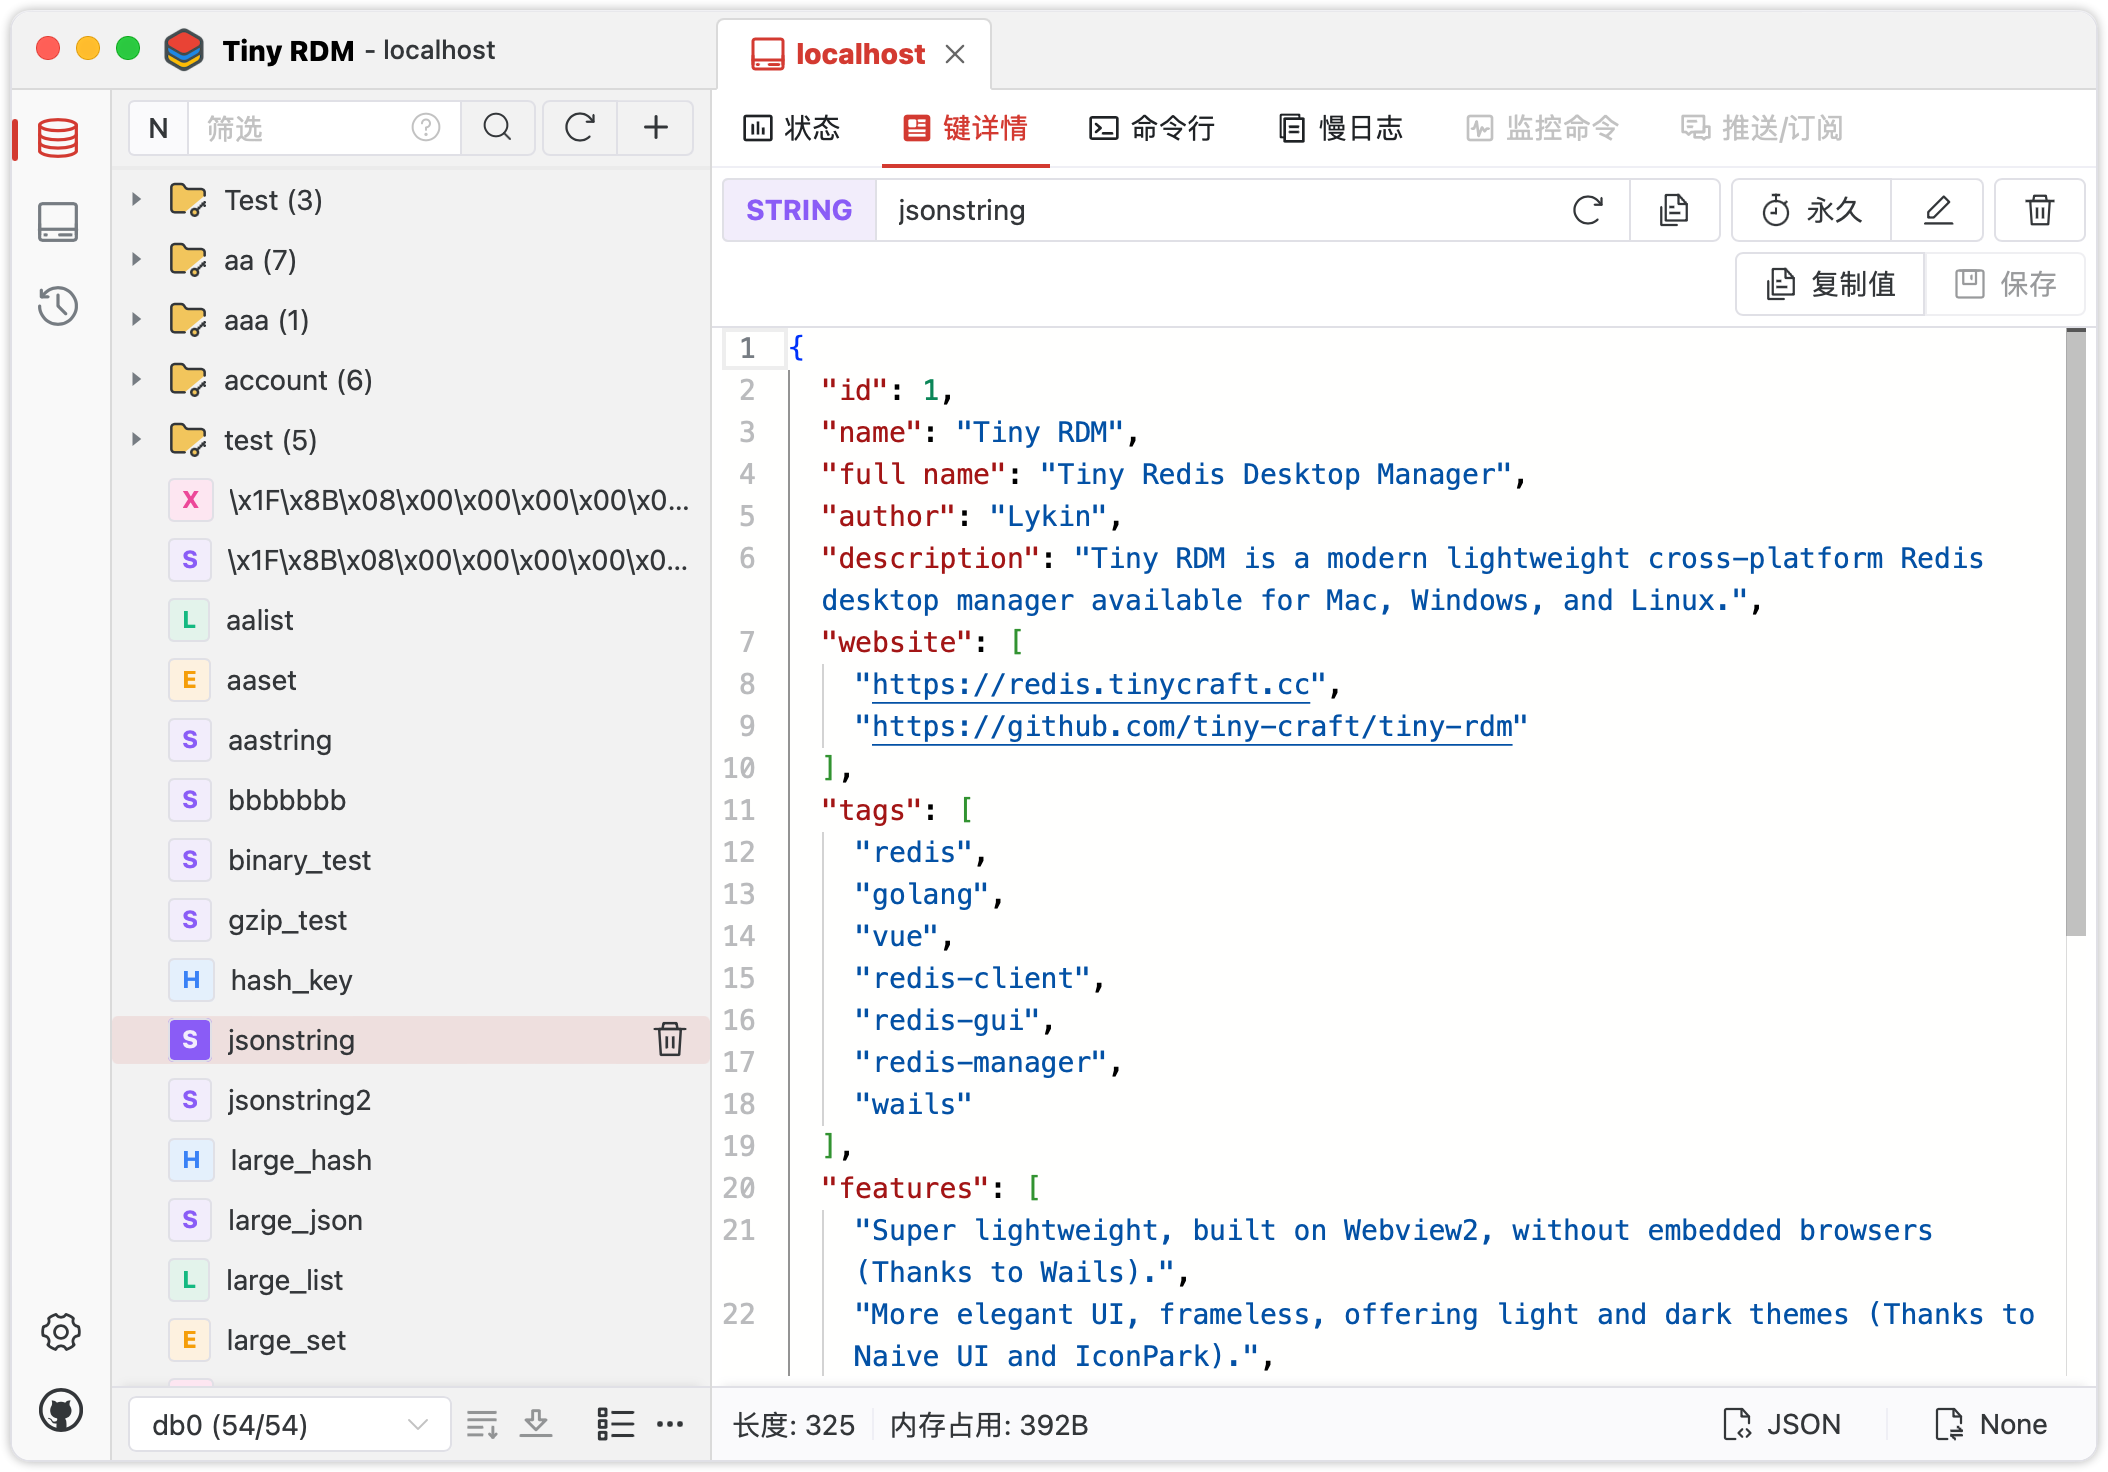 Tiny RDM - localhost
localhost
N 筛选
状态 键详情 命令行 慢日志 监控命令 推送/订阅
STRING jsonstring 永久
复制值 保存
Test (3)
aa (7)
aaa (1)
account (6)
test (5)
X \x1F\x8B\x08\x00\x00\x00\x00\x0...
S \x1F\x8B\x08\x00\x00\x00\x00\x0...
L aalist
E aaset
S aastring
S bbbbbbb
S binary_test
S gzip_test
H hash_key
S jsonstring
S jsonstring2
H large_hash
S large_json
L large_list
E large_set
db0 (54/54)
1 {
2 "id": 1,
3 "name": "Tiny RDM",
4 "full name": "Tiny Redis Desktop Manager",
5 "author": "Lykin",
6 "description": "Tiny RDM is a modern lightweight cross-platform Redis
desktop manager available for Mac, Windows, and Linux.",
7 "website": [
8 "https://redis.tinycraft.cc",
9 "https://github.com/tiny-craft/tiny-rdm"
10 ],
11 "tags": [
12 "redis",
13 "golang",
14 "vue",
15 "redis-client",
16 "redis-gui",
17 "redis-manager",
18 "wails"
19 ],
20 "features": [
21 "Super lightweight, built on Webview2, without embedded browsers
(Thanks to Wails).",
22 "More elegant UI, frameless, offering light and dark themes (Thanks to
Naive UI and IconPark).",
长度: 325 内存占用: 392B JSON None